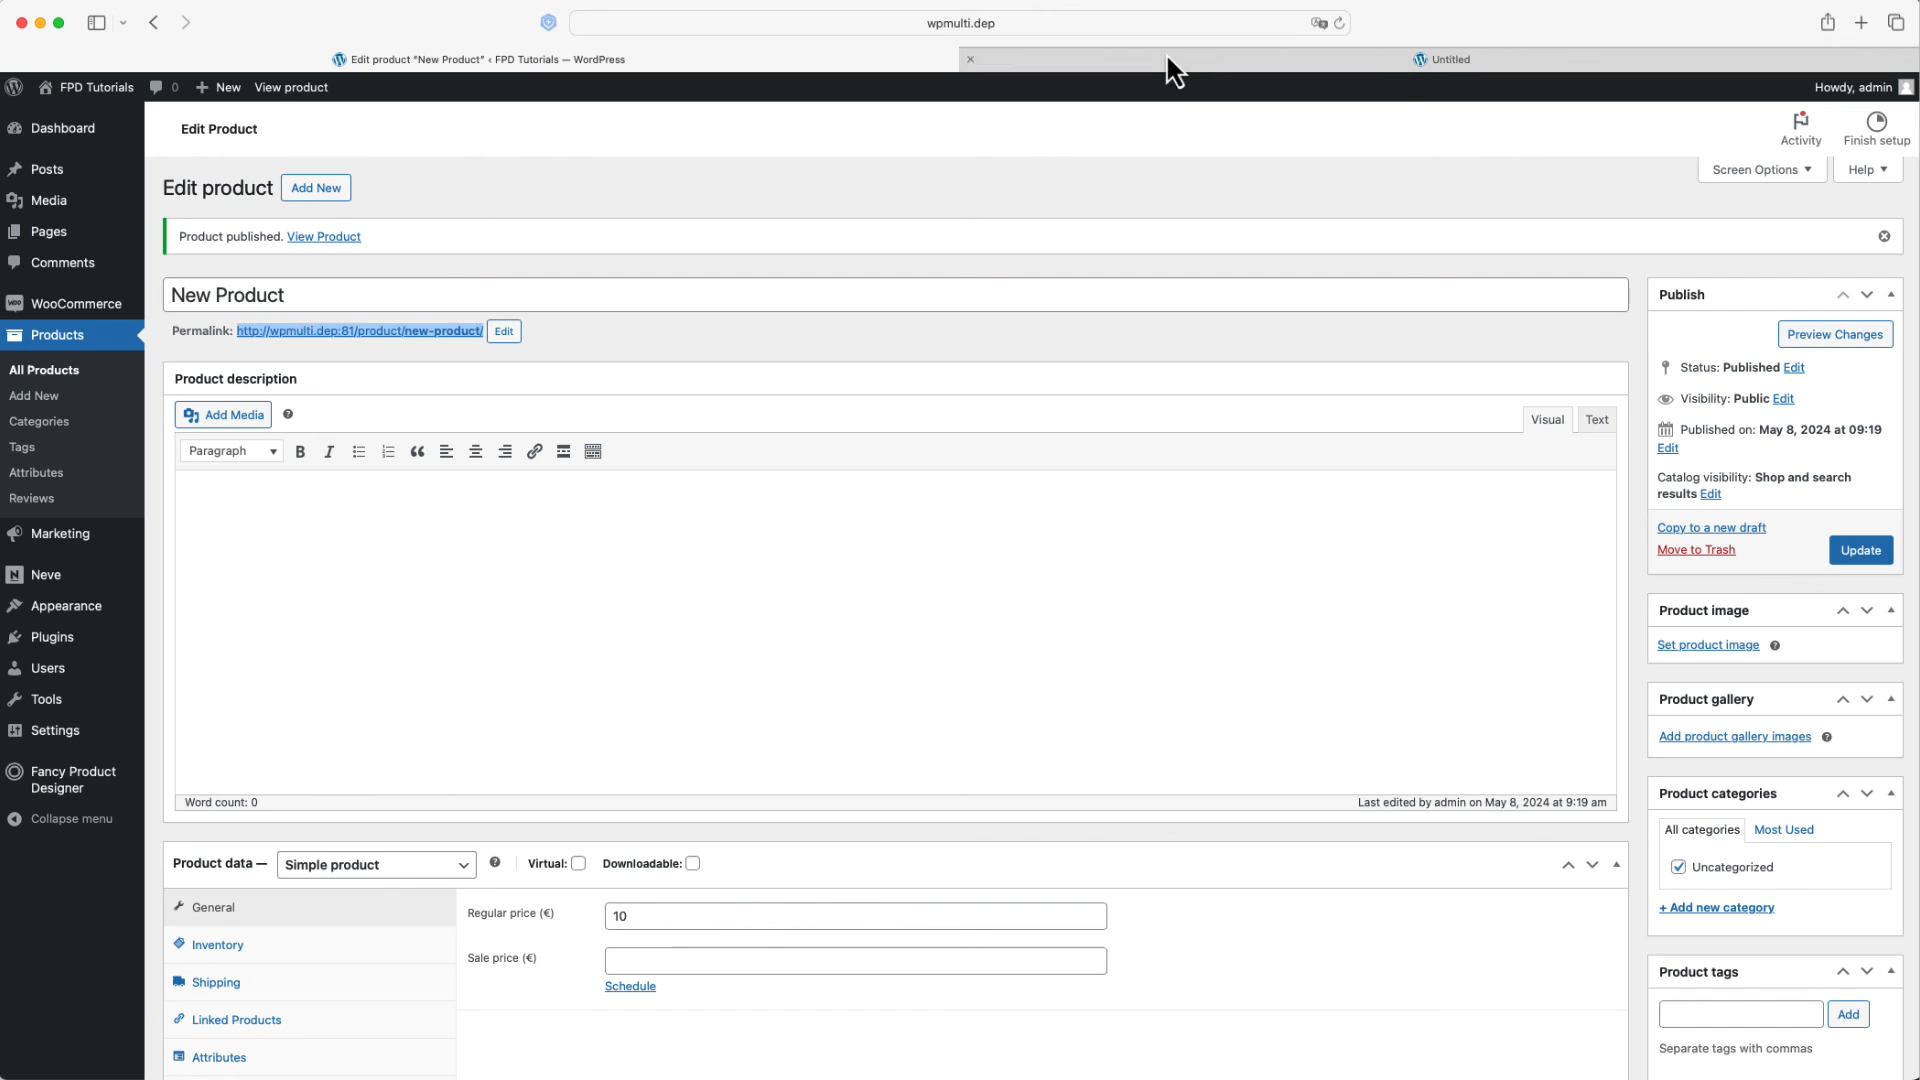 wpmulti.dep
Edit product “New Product” ‹ FPD Tutorials — WordPress
Untitled
FPD Tutorials
0
New
View product
Howdy, admin
Edit Product
Activity
Finish setup
Screen Options
Help
Edit product
Add New
Product published. View Product
New Product
Permalink: http://wpmulti.dep:81/product/new-product/
Edit
Product description
Add Media
Visual
Text
Paragraph
Word count: 0
Last edited by admin on May 8, 2024 at 9:19 am
Product data —
Simple product
Virtual:
Downloadable:
General
Inventory
Shipping
Linked Products
Attributes
Regular price (€)
10
Sale price (€)
Schedule
Dashboard
Posts
Media
Pages
Comments
WooCommerce
Products
All Products
Add New
Categories
Tags
Attributes
Reviews
Marketing
Neve
Appearance
Plugins
Users
Tools
Settings
Fancy Product
Designer
Collapse menu
Publish
Preview Changes
Status: Published Edit
Visibility: Public Edit
Published on: May 8, 2024 at 09:19
Edit
Catalog visibility: Shop and search
results Edit
Copy to a new draft
Move to Trash
Update
Product image
Set product image
Product gallery
Add product gallery images
Product categories
All categories
Most Used
Uncategorized
+ Add new category
Product tags
Add
Separate tags with commas